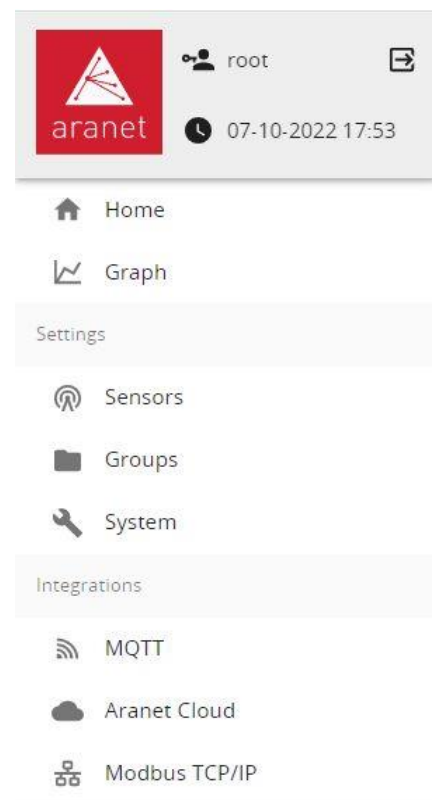 aranet
root
07-10-2022 17:53
Home
Graph
Settings
Sensors
Groups
System
Integrations
MQTT
Aranet Cloud
Modbus TCP/IP